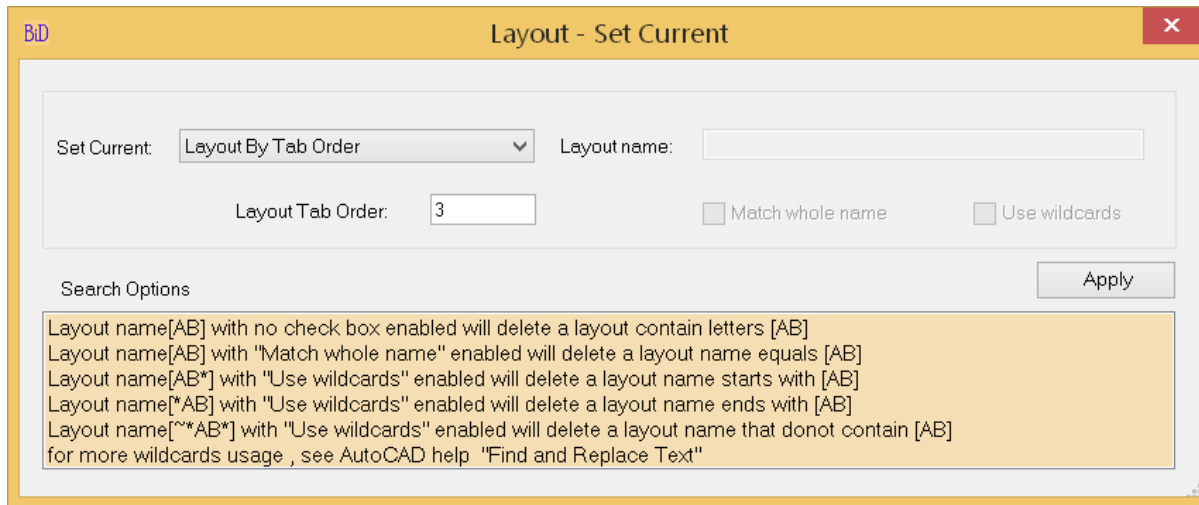 BiD
Layout - Set Current
Set Current: Layout By Tab Order Layout name:
Layout Tab Order: 3 Match whole name Use wildcards
Apply
Search Options
Layout name[AB] with no check box enabled will delete a layout contain letters [AB]
Layout name[AB] with "Match whole name" enabled will delete a layout name equals [AB]
Layout name[AB*] with "Use wildcards" enabled will delete a layout name starts with [AB]
Layout name[*AB] with "Use wildcards" enabled will delete a layout name ends with [AB]
Layout name[~*AB*] with "Use wildcards" enabled will delete a layout name that donot contain [AB]
for more wildcards usage , see AutoCAD help  "Find and Replace Text"